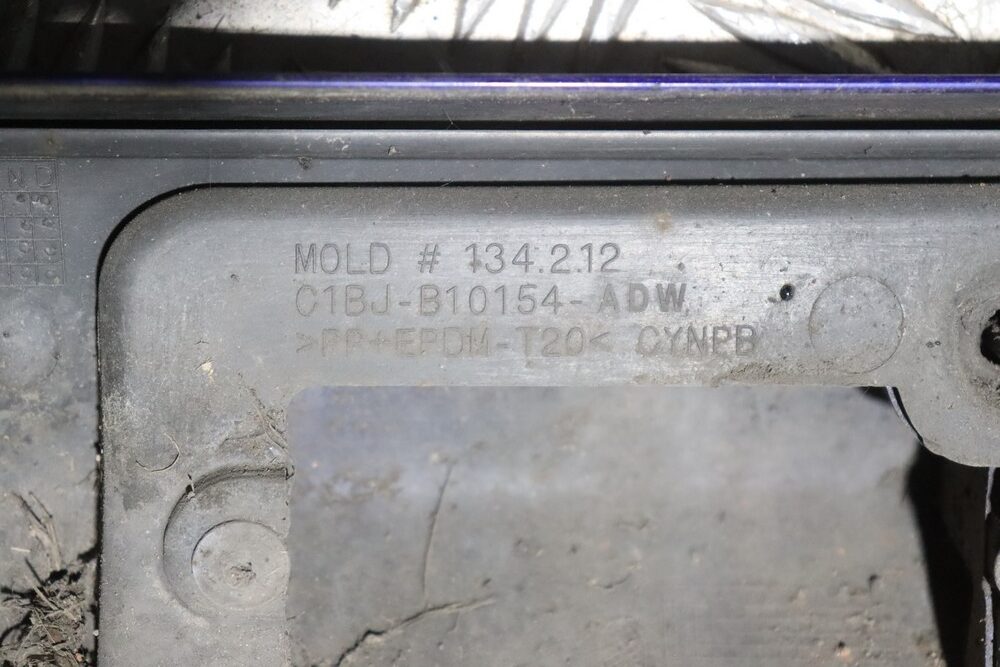 N D
MOLD # 134.2.12
C1BJ-B10154-ADW
>PP+EPDM-T20< CYNPB